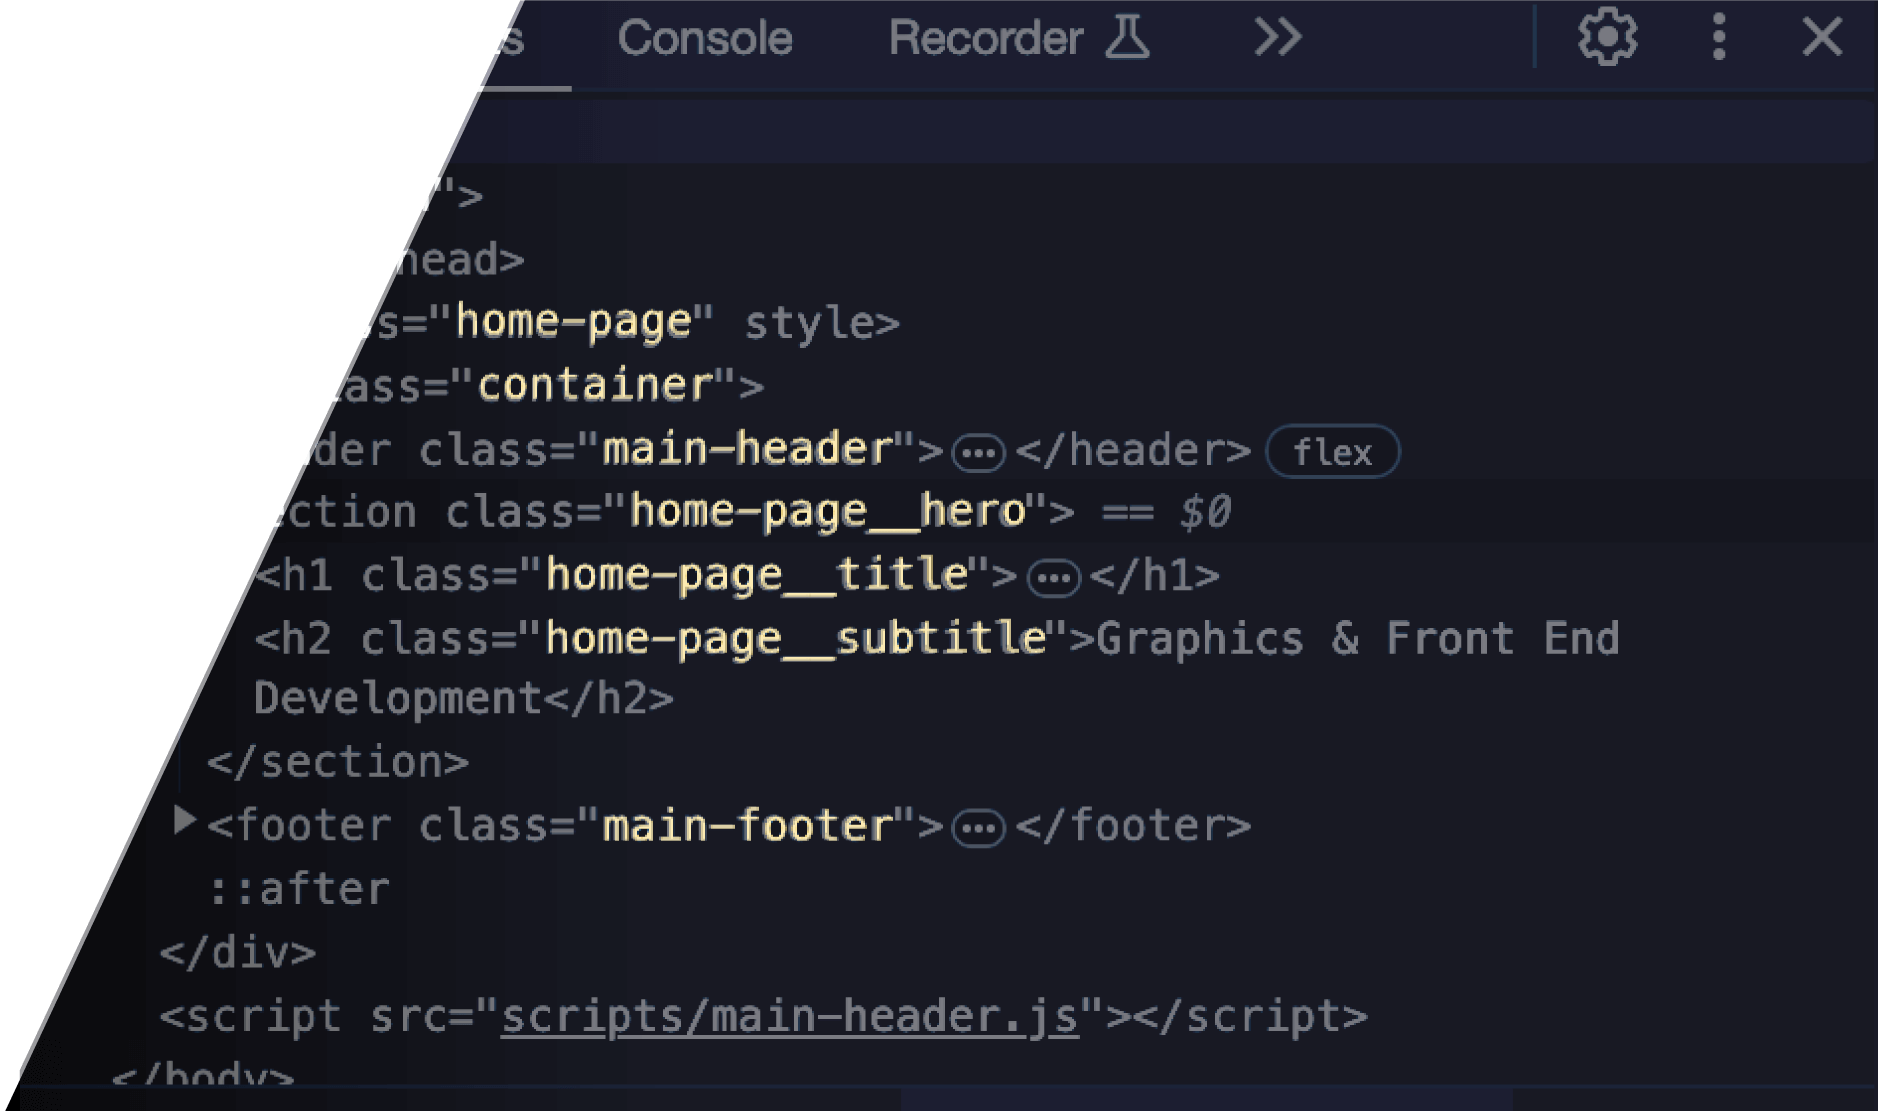 Console Recorder
">
head>
="home-page" style>
ass="container">
der class="main-header">…</header> flex
ction class="home-page__hero"> == $0
<h1 class="home-page__title">…</h1>
<h2 class="home-page__subtitle">Graphics & Front End
Development</h2>
</section>
<footer class="main-footer">…</footer>
::after
</div>
<script src="scripts/main-header.js"></script>
</body>